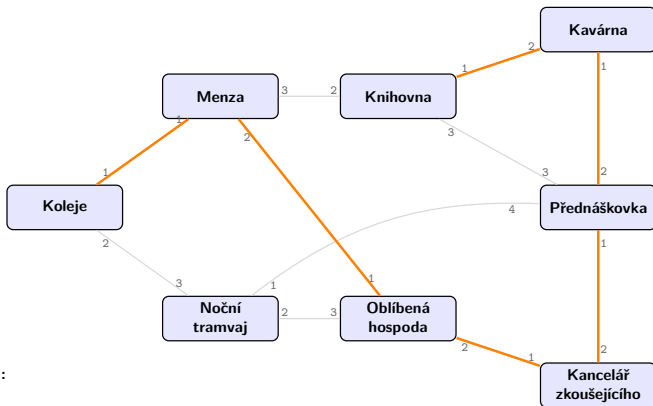 Kavárna
1
2
1
1
Menza
3
2
Knihovna
1
2
3
1
3
2
Koleje
Přednáškovka
2
4
1
3
1
1
Noční
tramvaj
2
3
Oblíbená
hospoda
2
1
2
:
Kancelář
zkoušejícího